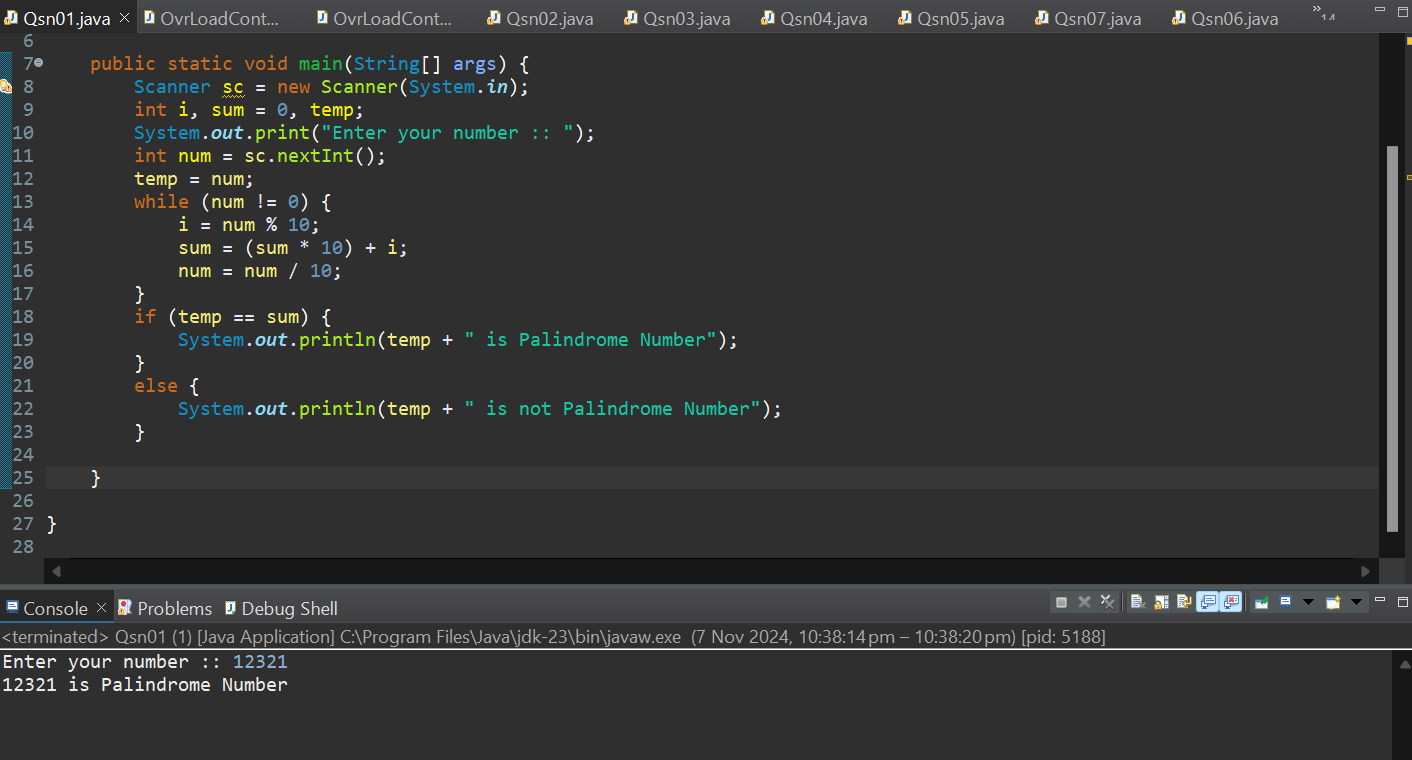 Qsn01.java × OvrLoadCont... OvrLoadCont... Qsn02.java Qsn03.java Qsn04.java Qsn05.java Qsn07.java Qsn06.java »14
6
7 public static void main(String[] args) {
8 Scanner sc = new Scanner(System.in);
9 int i, sum = 0, temp;
10 System.out.print("Enter your number :: ");
11 int num = sc.nextInt();
12 temp = num;
13 while (num != 0) {
14 i = num % 10;
15 sum = (sum * 10) + i;
16 num = num / 10;
17 }
18 if (temp == sum) {
19 System.out.println(temp + " is Palindrome Number");
20 }
21 else {
22 System.out.println(temp + " is not Palindrome Number");
23 }
24
25 }
26
27 }
28
Console × Problems Debug Shell
<terminated> Qsn01 (1) [Java Application] C:\Program Files\Java\jdk-23\bin\javaw.exe (7 Nov 2024, 10:38:14 pm – 10:38:20 pm) [pid: 5188]
Enter your number :: 12321
12321 is Palindrome Number